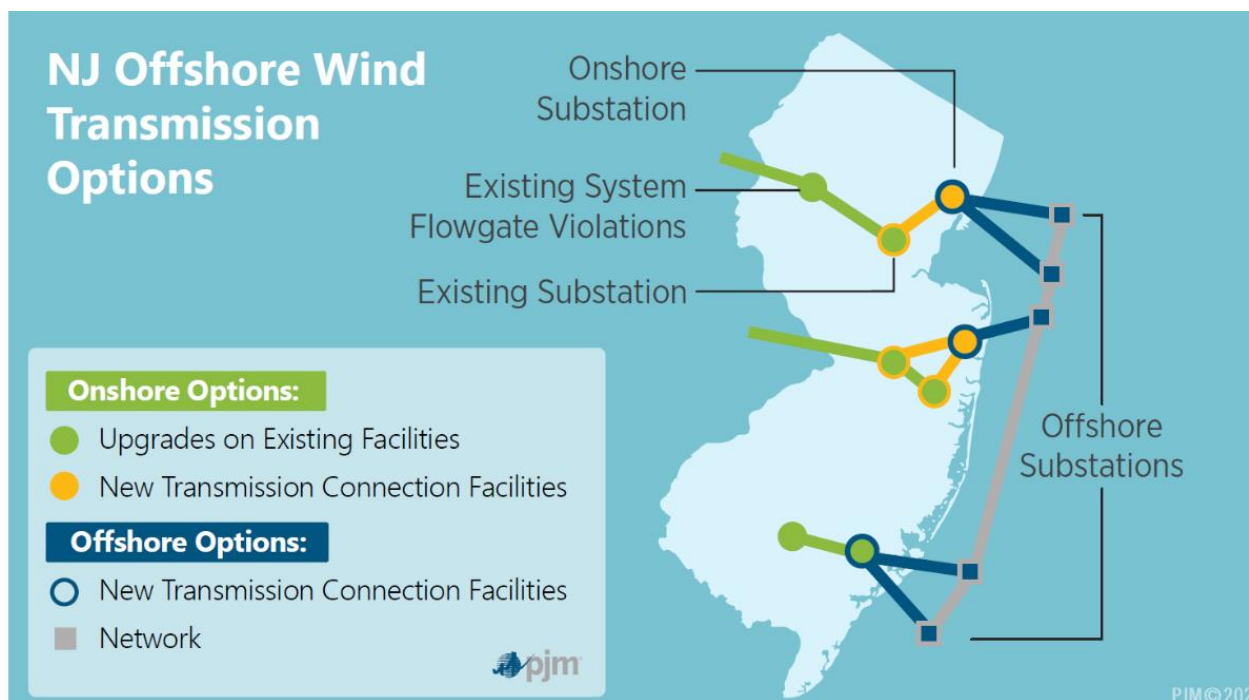 NJ Offshore Wind
Transmission
Options
Onshore
Substation
Existing System
Flowgate Violations
Existing Substation
Onshore Options:
Upgrades on Existing Facilities
New Transmission Connection Facilities
Offshore Options:
New Transmission Connection Facilities
Network
pjm
Offshore
Substations